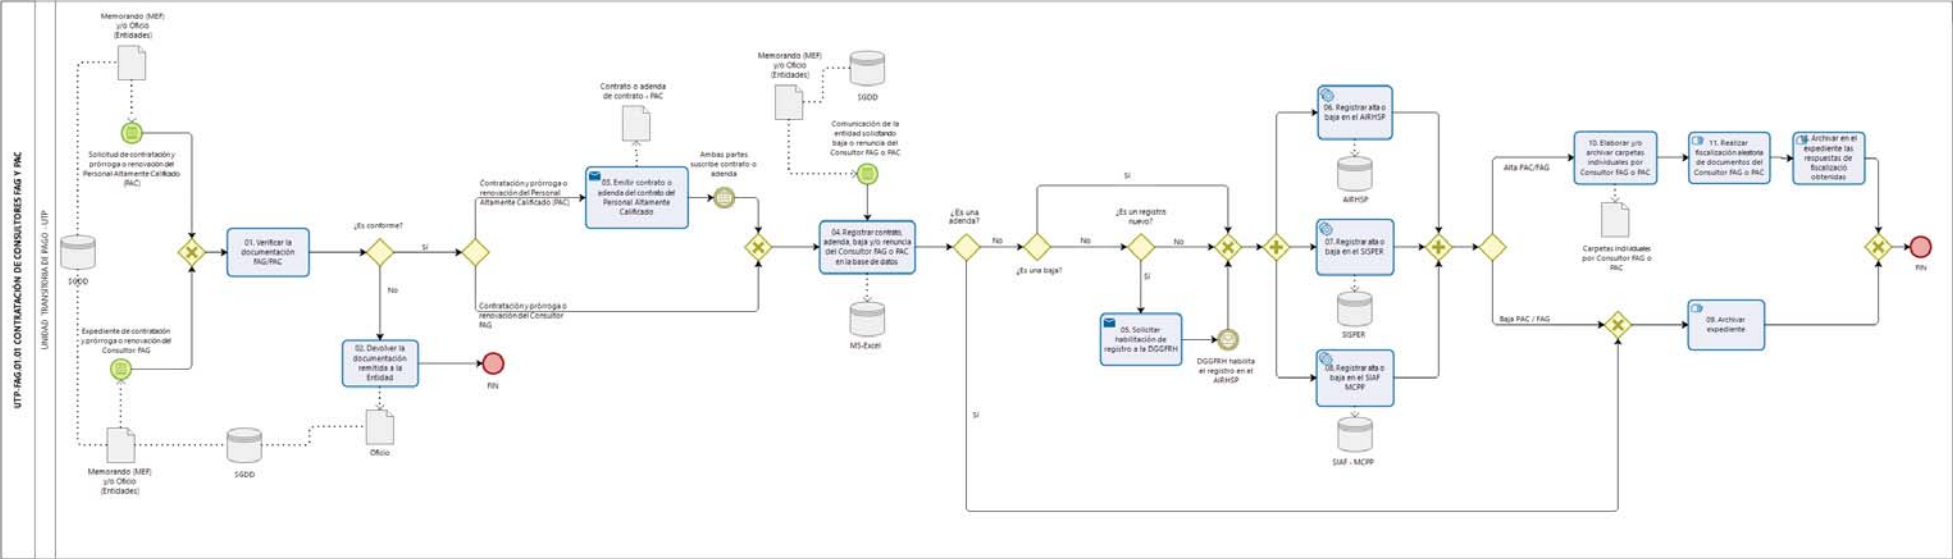 UTP-FAG.01.01 CONTRATACIÓN DE CONSULTORES FAG Y PAC
UNIDAD TRANSITORIA DE PAGO - UTP
Memorando (MEF)
y/o Oficio
(Entidades)
Solicitud de contratación y
prórroga o renovación del
Personal Altamente Calificado
(PAC)
SGDD
Expediente de contratación
y prórroga o renovación del
Consultor FAG
Memorando (MEF)
y/o Oficio
(Entidades)
SGDD
01. Verificar la
documentación
FAG/PAC
¿Es conforme?
Sí
No
02. Devolver la
documentación
remitida a la
Entidad
FIN
Oficio
Contratación y prórroga o
renovación del Personal
Altamente Calificado (PAC)
Contratación y prórroga o
renovación del Consultor
FAG
Contrato o adenda
de contrato - PAC
03. Emitir contrato o
adenda del contrato del
Personal Altamente
Calificado
Ambas partes
suscribe contrato o
adenda
Memorando (MEF)
y/o Oficio
(Entidades)
SGDD
Comunicación de la
entidad solicitando
baja o renuncia del
Consultor FAG o PAC
04. Registrar contrato,
adenda, baja y/o renuncia
del Consultor FAG o PAC
en la base de datos
MS-Excel
¿Es una
adenda?
No
Sí
¿Es una baja?
Sí
No
¿Es un registro
nuevo?
No
Sí
05. Solicitar
habilitación de
registro a la DGGFRH
DGGFRH habilita
el registro en el
AIRHSP
06. Registrar alta o
baja en el AIRHSP
AIRHSP
07. Registrar alta o
baja en el SISPER
SISPER
08. Registrar alta o
baja en el SIAF
MCPP
SIAF - MCPP
Alta PAC/FAG
Baja PAC / FAG
10. Elaborar y/o
archivar carpetas
individuales por
Consultor FAG o PAC
Carpetas individuales
por Consultor FAG o
PAC
11. Realizar
fiscalización aleatoria
de documentos del
Consultor FAG o PAC
Archivar en el
expediente las
respuestas de
fiscalizació
obtenidas
09. Archivar
expediente
FIN